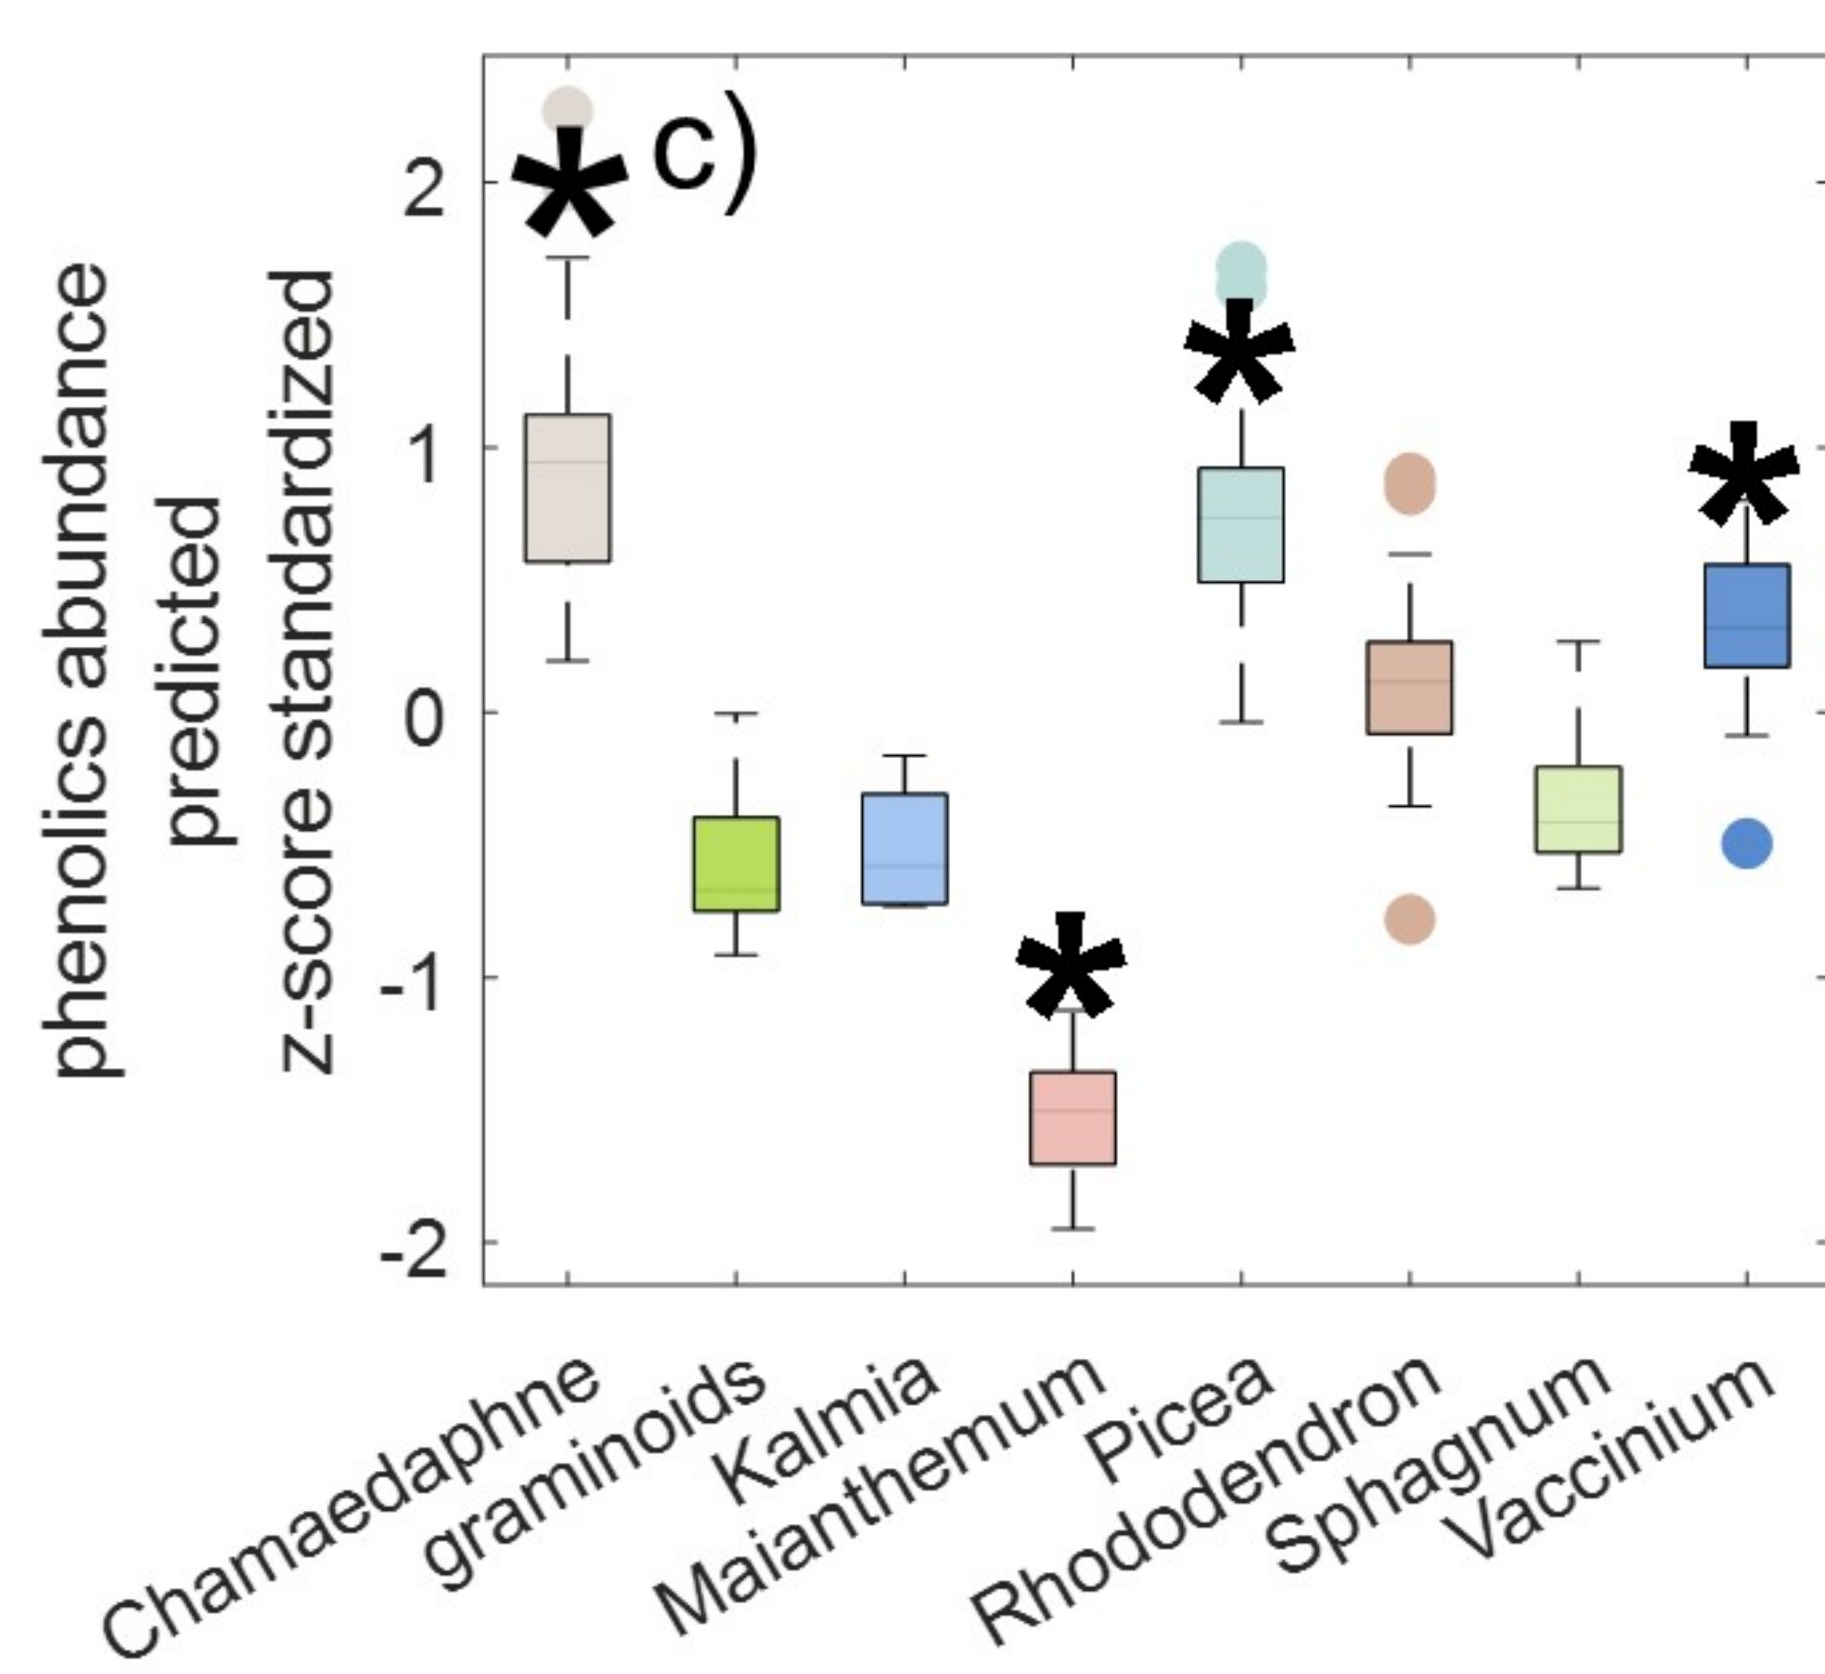 phenolics abundance
predicted
z-score standardized
c)
2
1
0
-1
-2
Chamaedaphne
graminoids
Kalmia
Maianthemum
Picea
Rhododendron
Sphagnum
Vaccinium
*
*
*
*